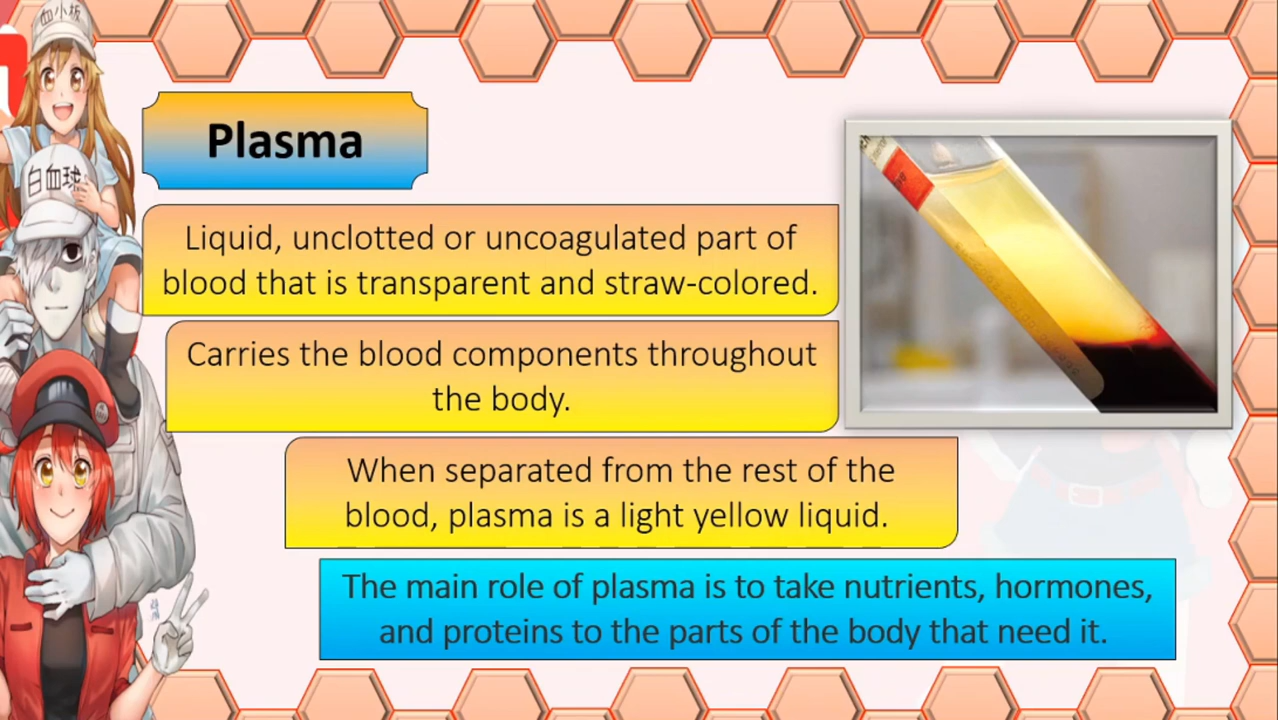 血小板
白血球
Plasma
Liquid, unclotted or uncoagulated part of
blood that is transparent and straw-colored.
Carries the blood components throughout
the body.
When separated from the rest of the
blood, plasma is a light yellow liquid.
The main role of plasma is to take nutrients, hormones,
and proteins to the parts of the body that need it.